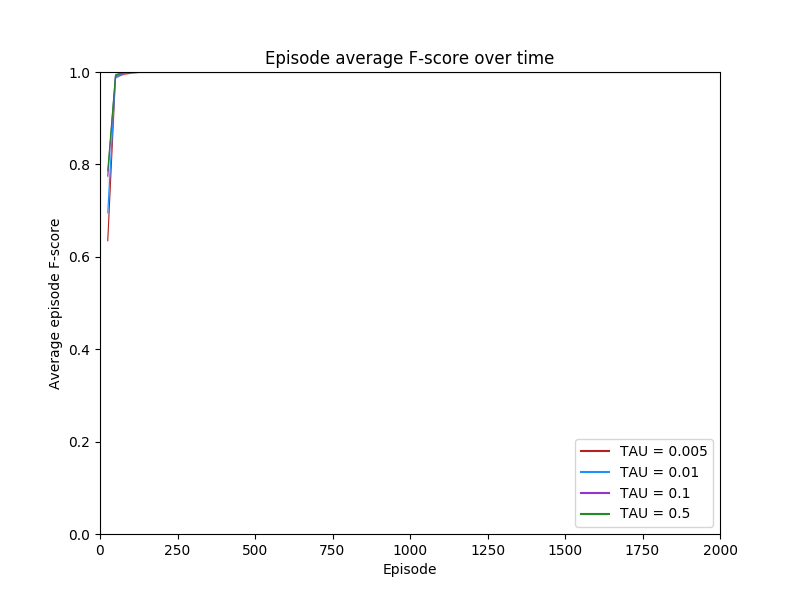 Episode average F-score over time
1.0
0.8
0.6
0.4
0.2
0.0
Average episode F-score
TAU = 0.005
TAU = 0.01
TAU = 0.1
TAU = 0.5
0 250 500 750 1000 1250 1500 1750 2000
Episode